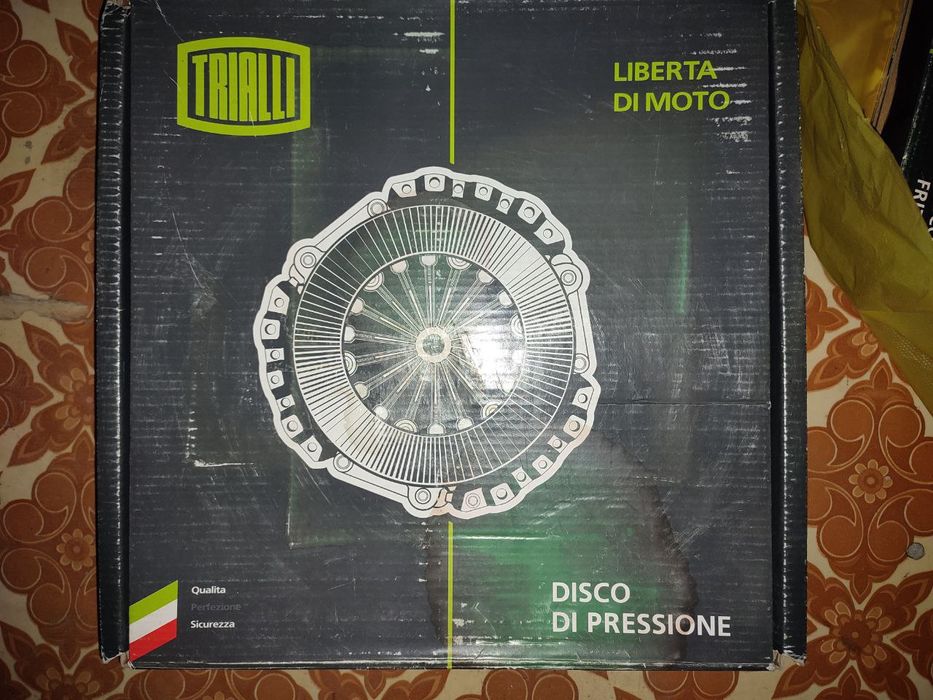 TRIALLI
LIBERTA
DI MOTO
Qualita
Perfezione
Sicurezza
DISCO
DI PRESSIONE